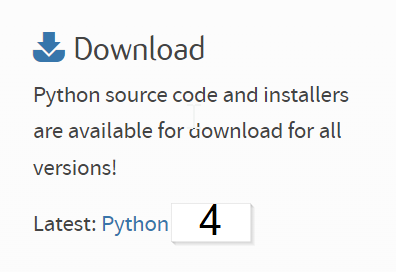 Download
Python source code and installers
are available for download for all
versions!
Latest: Python 4